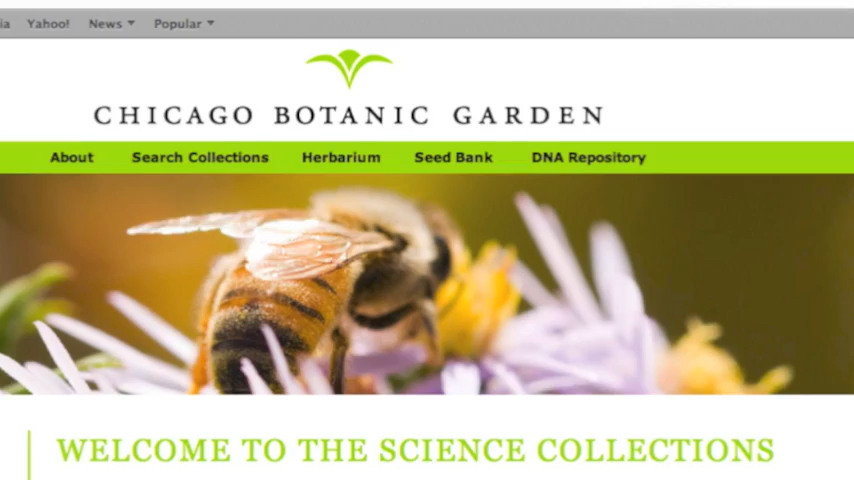 Yahoo! News Popular
CHICAGO BOTANIC GARDEN
About Search Collections Herbarium Seed Bank DNA Repository
WELCOME TO THE SCIENCE COLLECTIONS